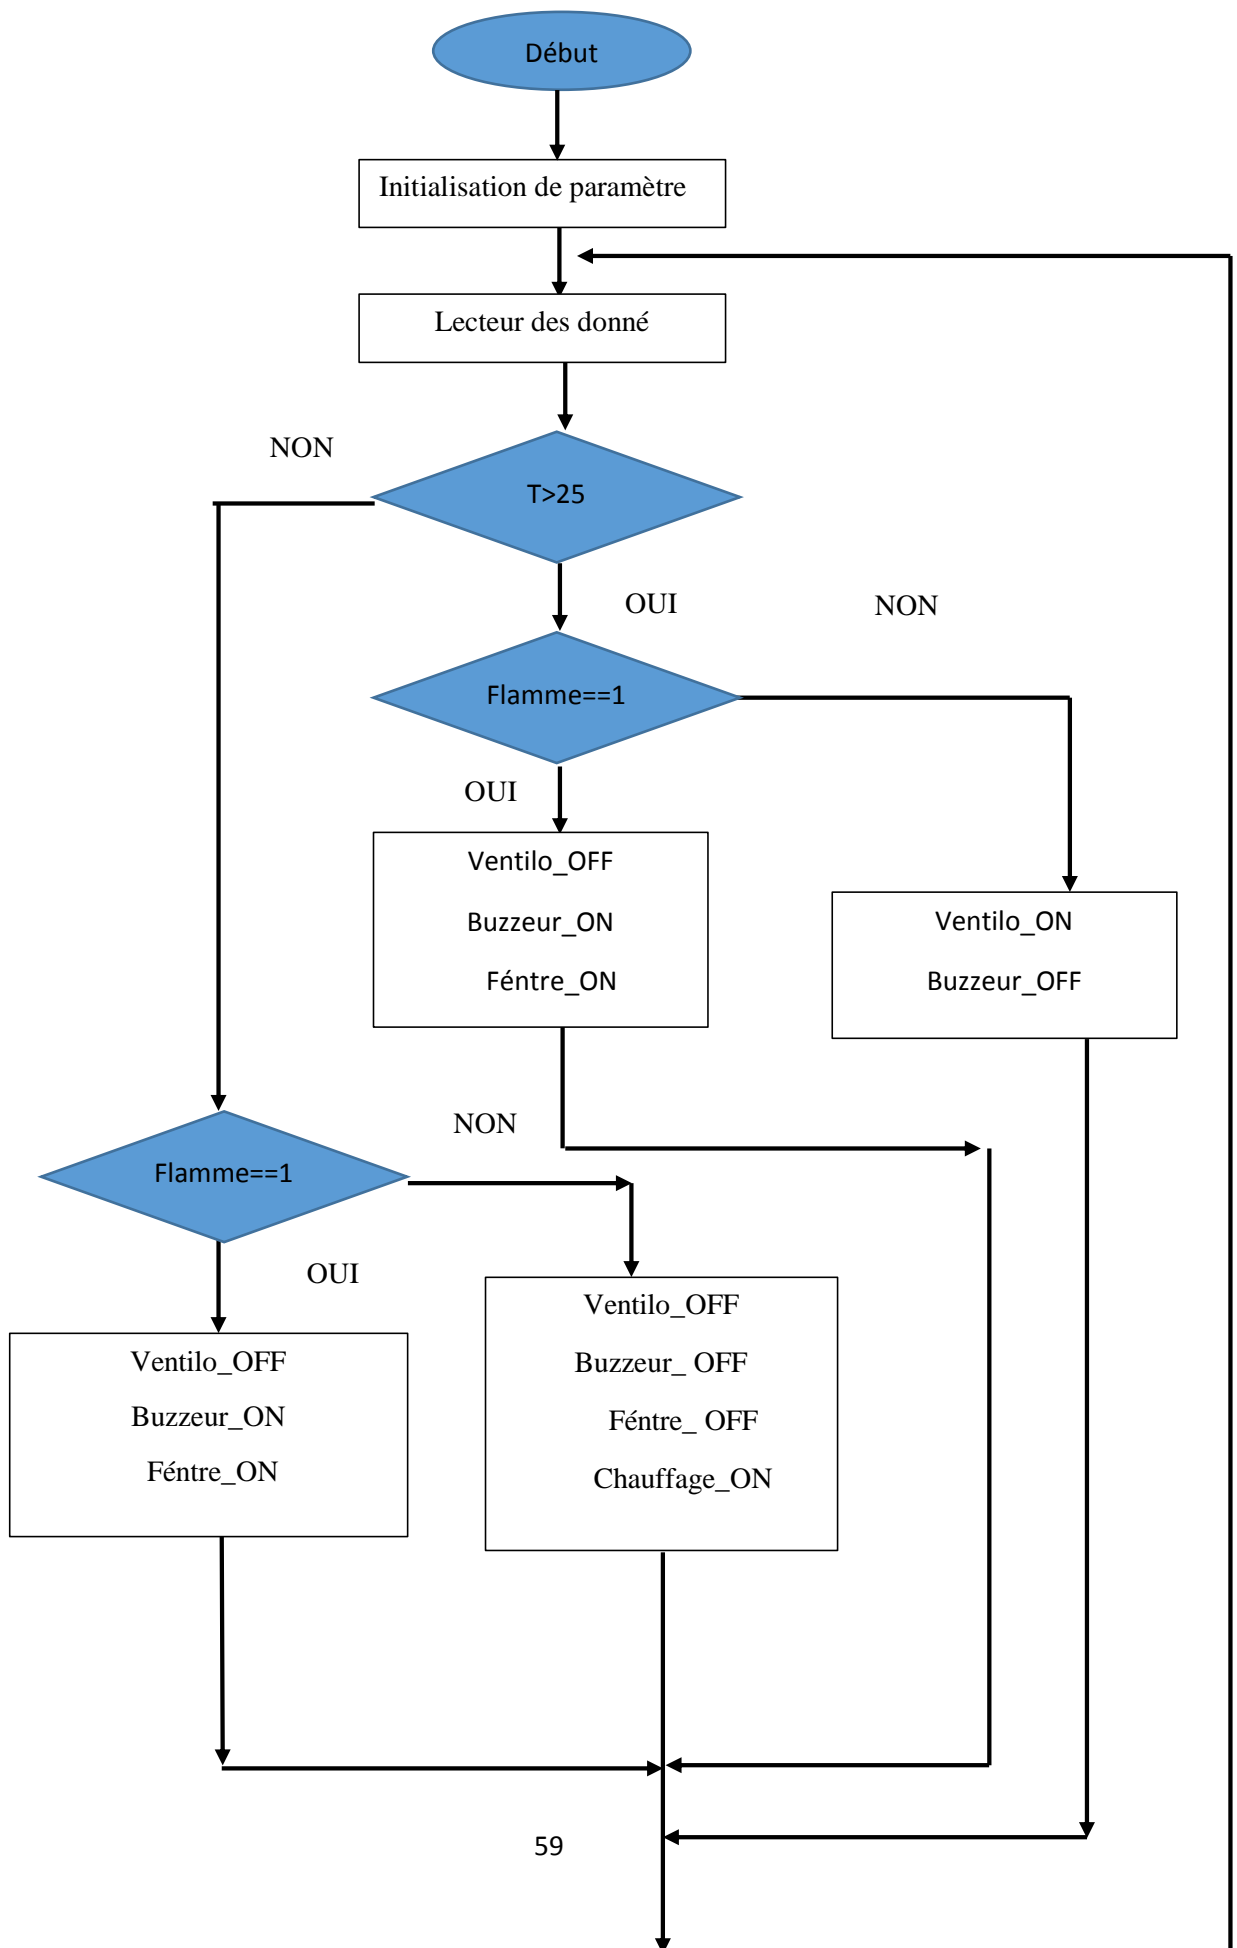 Début
Initialisation de paramètre
Lecteur des donné
NON
T>25
OUI
NON
Flamme==1
OUI
Ventilo_OFF
Buzzeur_ON
Féntre_ON
Ventilo_ON
Buzzeur_OFF
NON
Flamme==1
OUI
Ventilo_OFF
Buzzeur_ OFF
Féntre_ OFF
Chauffage_ON
Ventilo_OFF
Buzzeur_ON
Féntre_ON
59